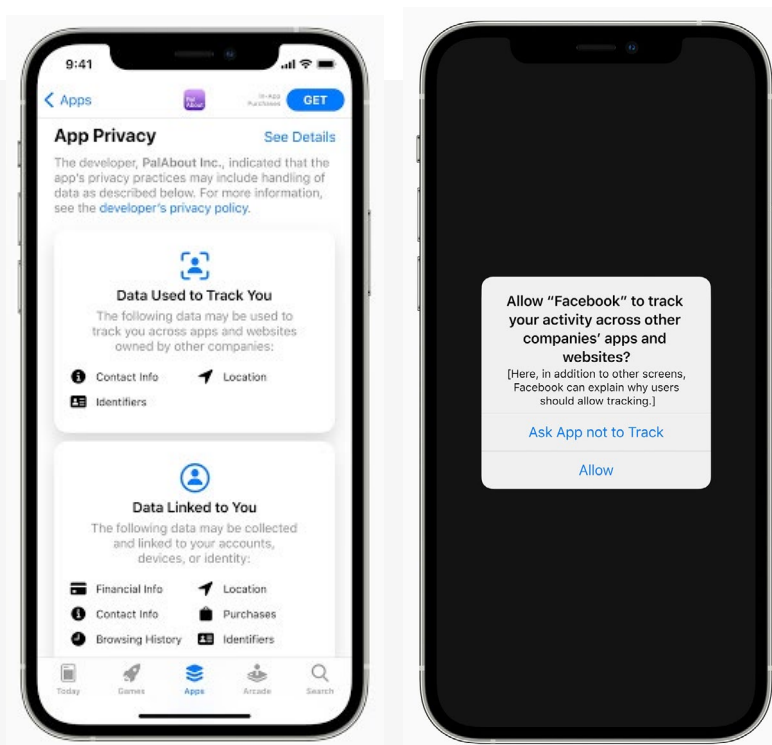 9:41
Apps
Pal About
In-App
Purchases
GET
App Privacy
See Details
The developer, PalAbout Inc., indicated that the
app's privacy practices may include handling of
data as described below. For more information,
see the developer's privacy policy.
Data Used to Track You
The following data may be used to
track you across apps and websites
owned by other companies:
Contact Info
Location
Identifiers
Data Linked to You
The following data may be collected
and linked to your accounts,
devices, or identity:
Financial Info
Location
Contact Info
Purchases
Browsing History
Identifiers
Today
Games
Apps
Arcade
Search
Allow “Facebook” to track
your activity across other
companies’ apps and
websites?
[Here, in addition to other screens,
Facebook can explain why users
should allow tracking.]
Ask App not to Track
Allow